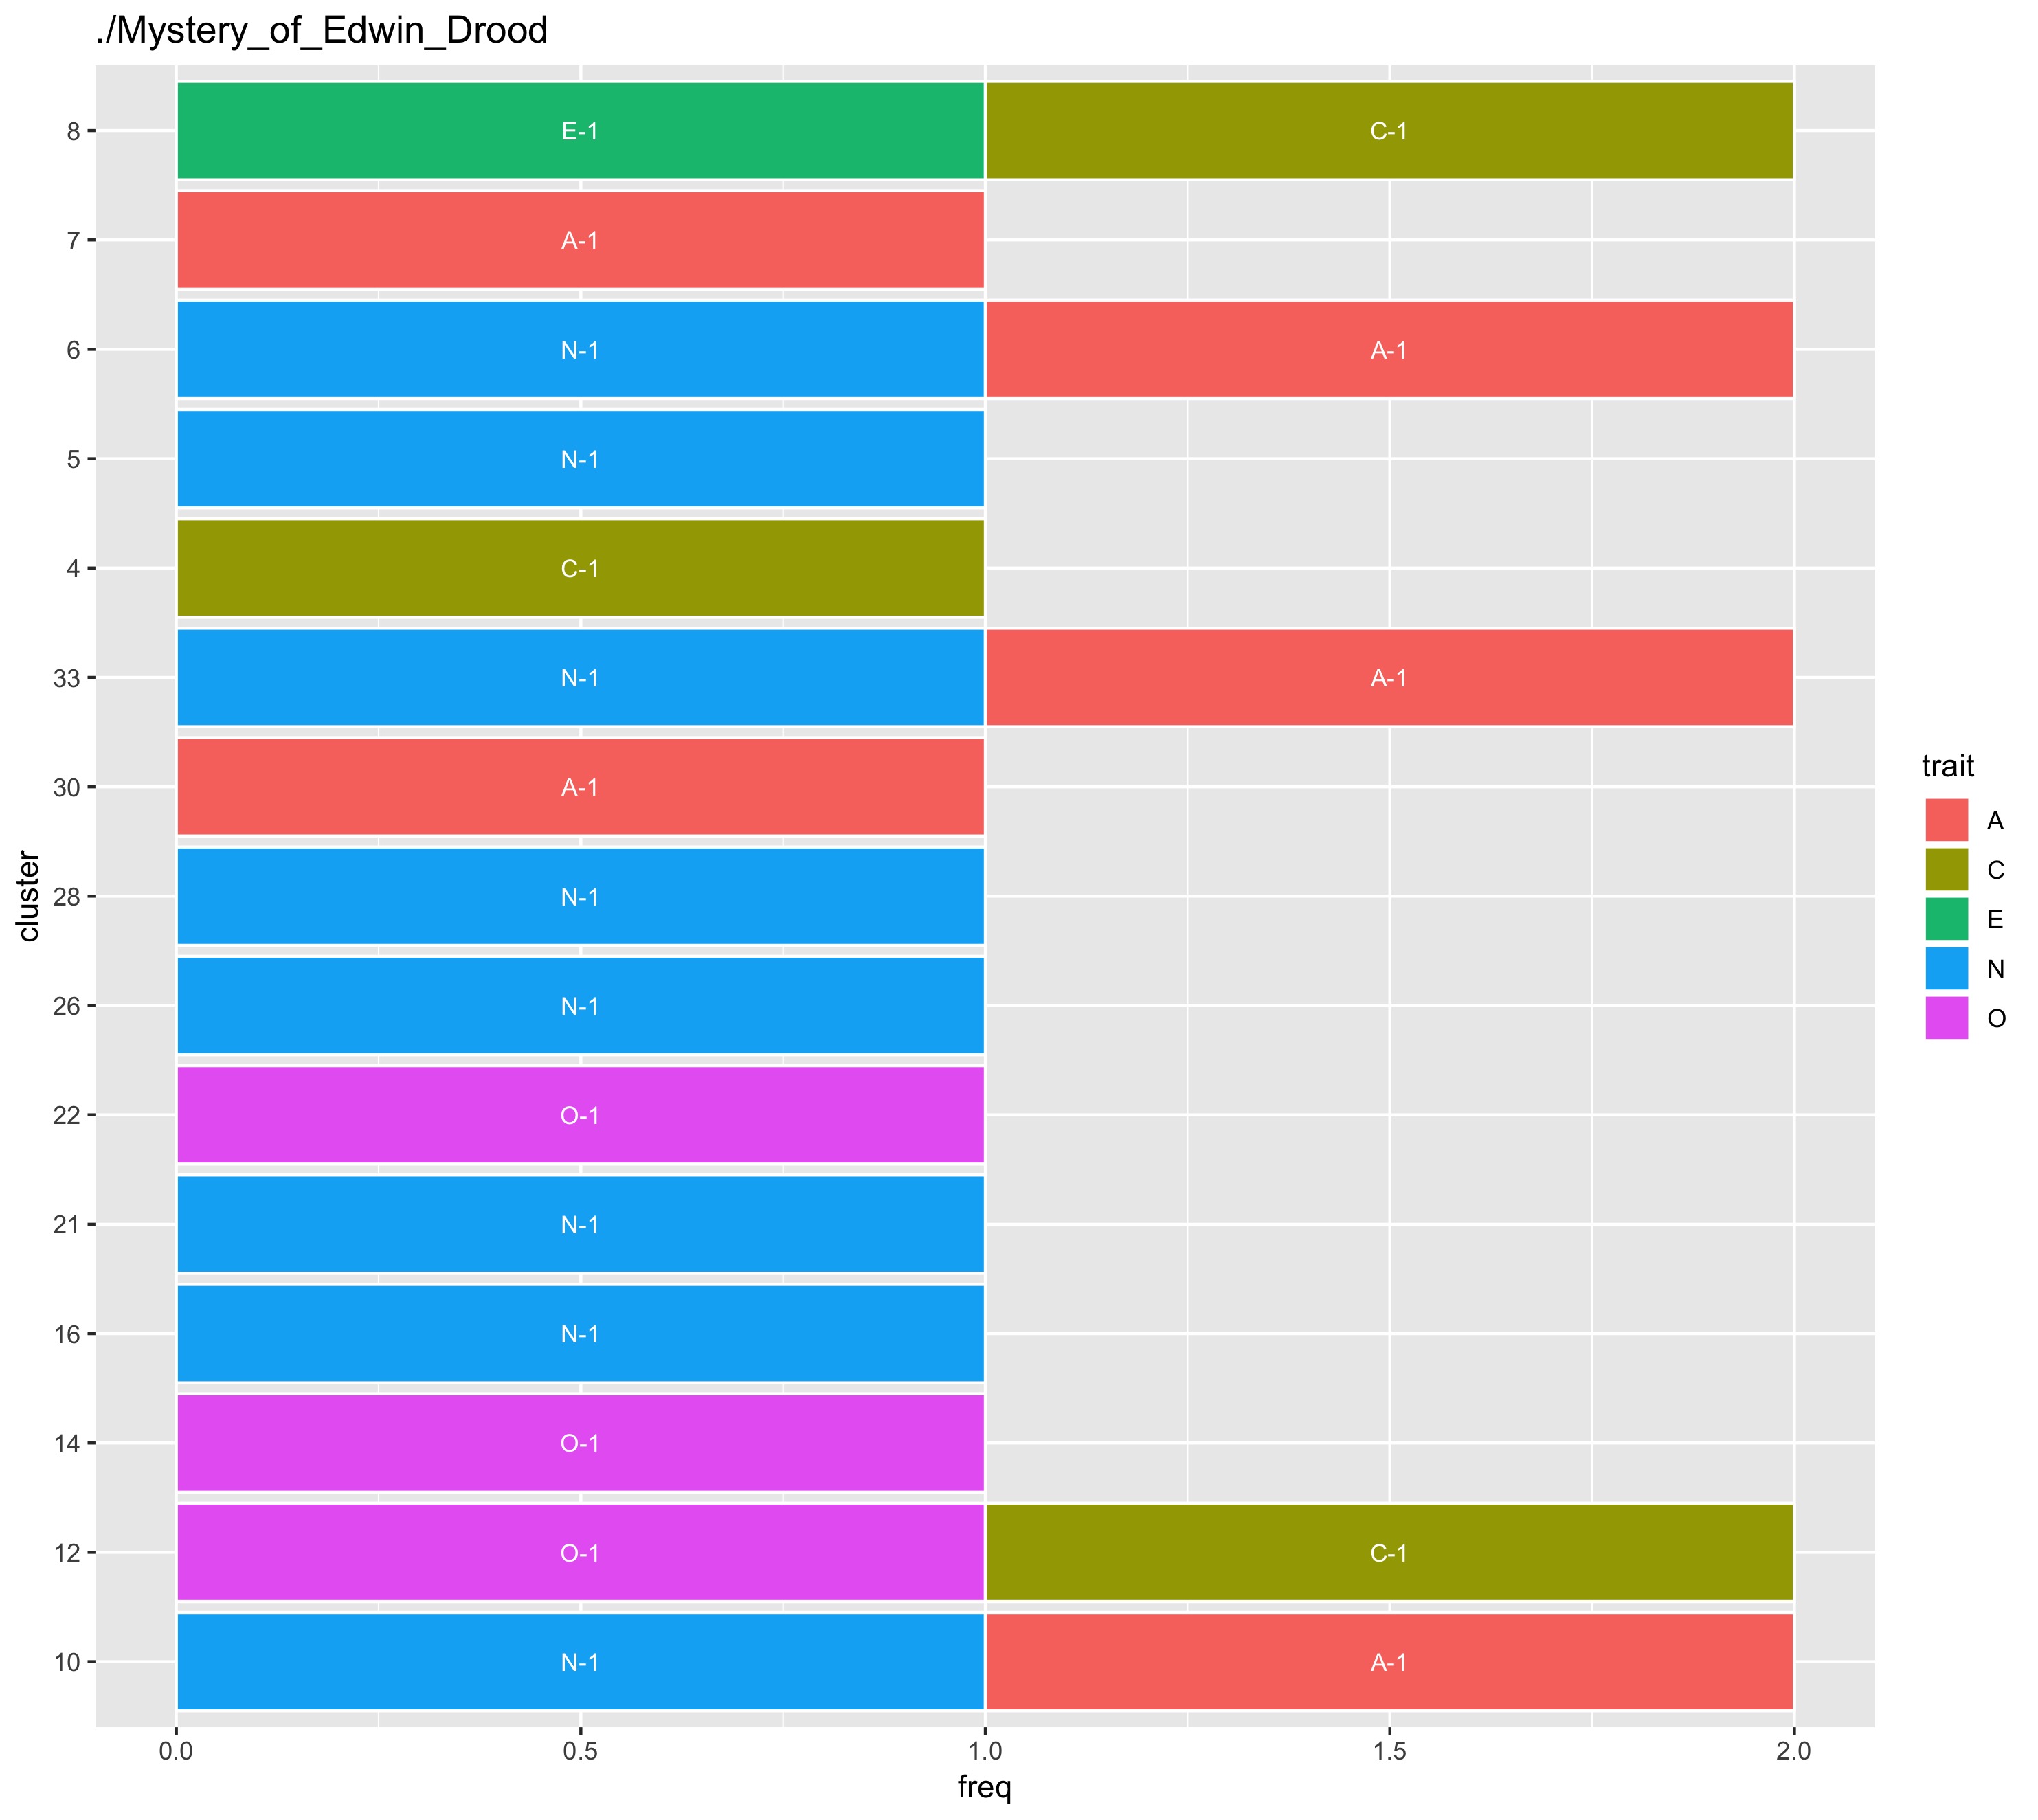 ./Mystery_of_Edwin_Drood
8 E-1 C-1
7 A-1
6 N-1 A-1
5 N-1
4 C-1
33 N-1 A-1
30 A-1
28 N-1
26 N-1
22 O-1
21 N-1
16 N-1
14 O-1
12 O-1 C-1
10 N-1 A-1
cluster
0.0 0.5 1.0 1.5 2.0
freq
trait
A
C
E
N
O